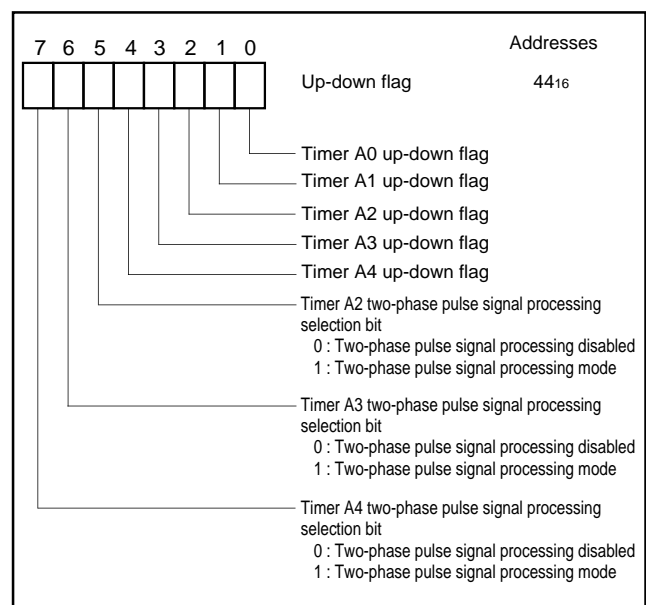 7 6 5 4 3 2 1 0
Addresses
Up-down flag 44₁₆
Timer A0 up-down flag
Timer A1 up-down flag
Timer A2 up-down flag
Timer A3 up-down flag
Timer A4 up-down flag
Timer A2 two-phase pulse signal processing
selection bit
0 : Two-phase pulse signal processing disabled
1 : Two-phase pulse signal processing mode
Timer A3 two-phase pulse signal processing
selection bit
0 : Two-phase pulse signal processing disabled
1 : Two-phase pulse signal processing mode
Timer A4 two-phase pulse signal processing
selection bit
0 : Two-phase pulse signal processing disabled
1 : Two-phase pulse signal processing mode